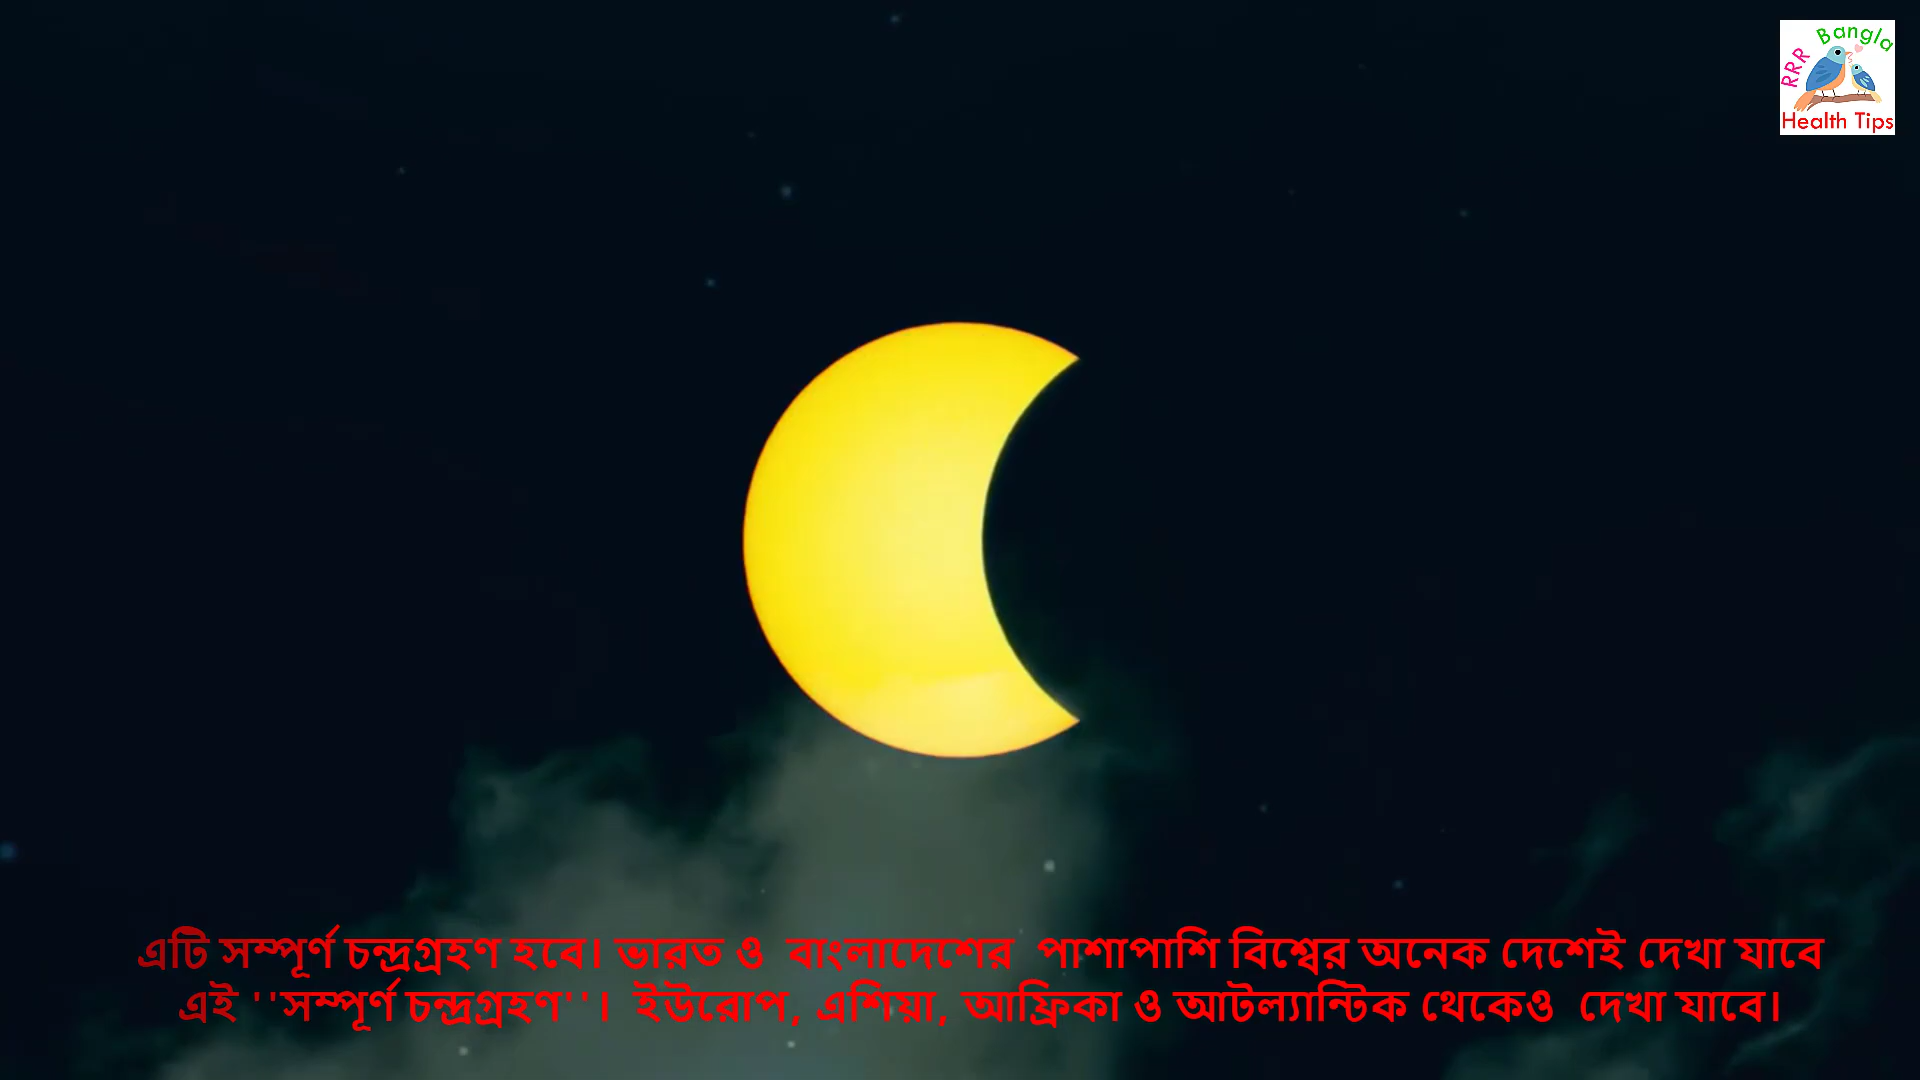 RRR Bangla
Health Tips
এটি সম্পূর্ণ চন্দ্রগ্রহণ হবে। ভারত ও বাংলাদেশের পাশাপাশি বিশ্বের অনেক দেশেই দেখা যাবে
এই ''সম্পূর্ণ চন্দ্রগ্রহণ''। ইউরোপ, এশিয়া, আফ্রিকা ও আটল্যান্টিক থেকেও দেখা যাবে।